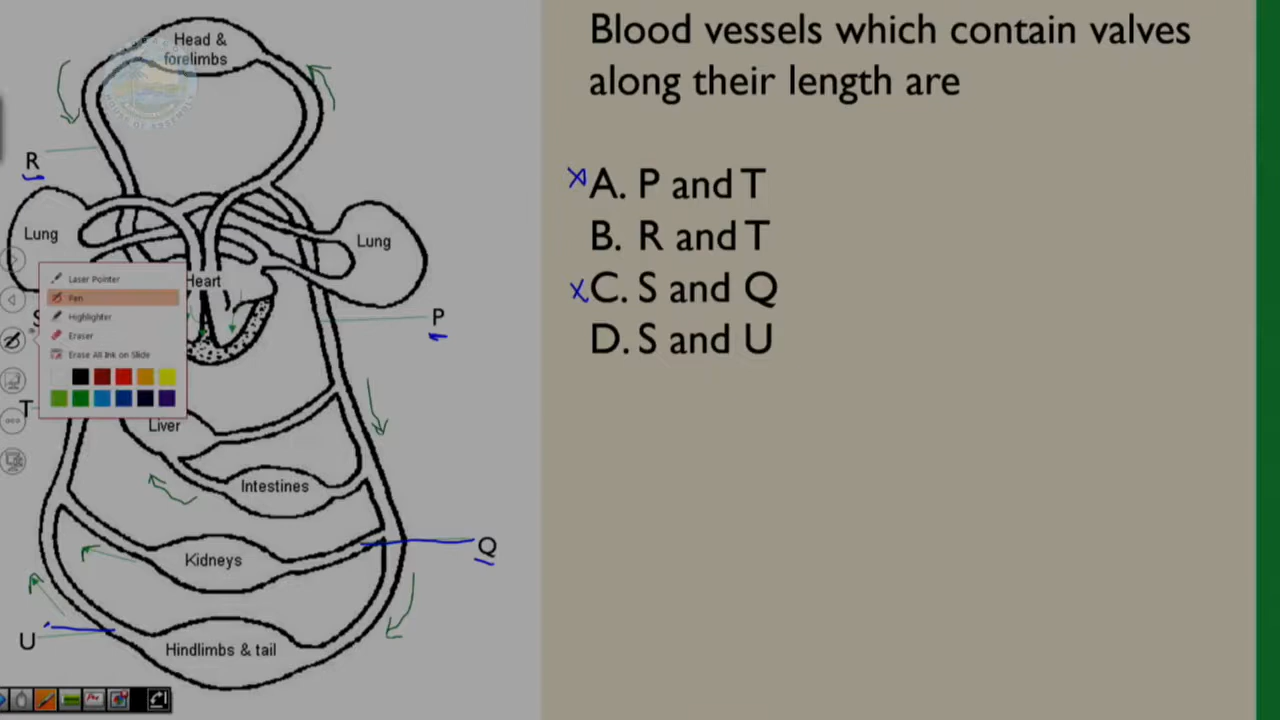 Head &
forelimbs
R
Lung
Lung
Heart
Laser Pointer
Pen
Highlighter
Eraser
Erase All Ink on Slide
P
T
Liver
Intestines
Kidneys
Q
U
Hindlimbs & tail
Blood vessels which contain valves
along their length are
A. P and T
B. R and T
C. S and Q
D. S and U